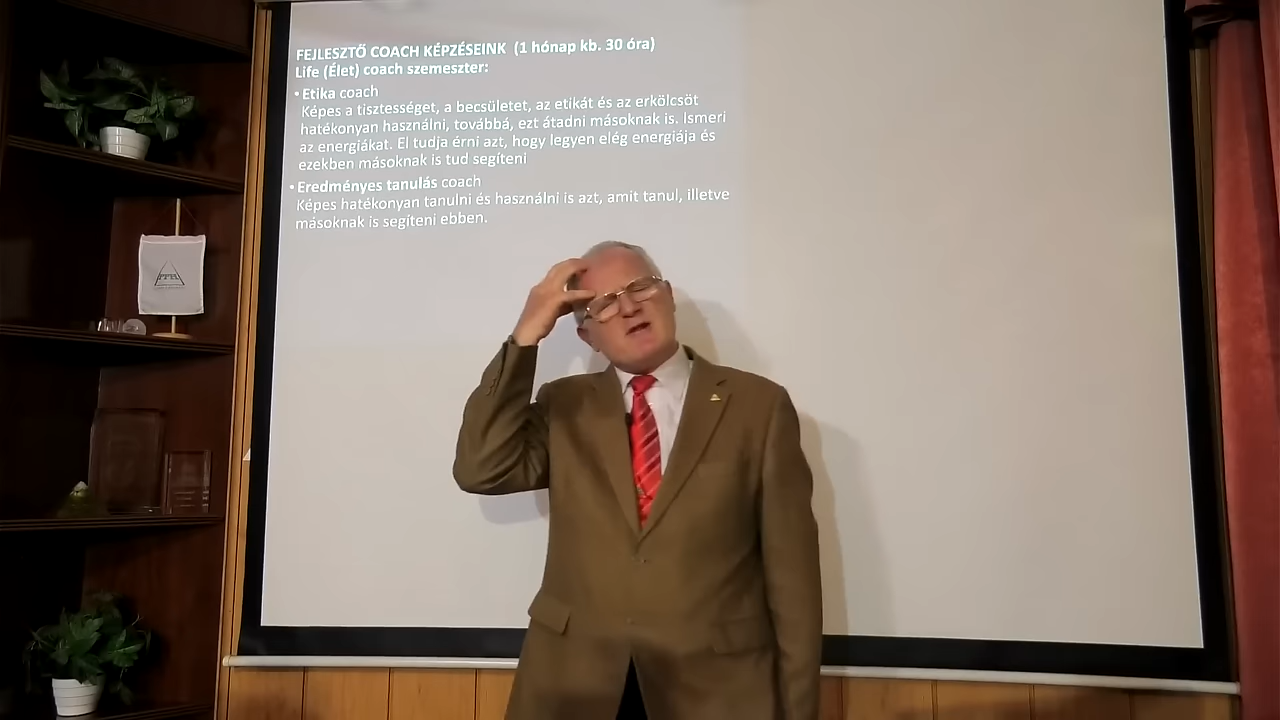 FEJLESZTŐ COACH KÉPZÉSEINK (1 hónap kb. 30 óra)
Life (Élet) coach szemeszter:
• Etika coach
Képes a tisztességet, a becsületet, az etikát és az erkölcsöt
hatékonyan használni, továbbá, ezt átadni másoknak is. Ismeri
az energiákat. El tudja érni azt, hogy legyen elég energiája és
ezekben másoknak is tud segíteni
• Eredményes tanulás coach
Képes hatékonyan tanulni és használni is azt, amit tanul, illetve
másoknak is segíteni ebben.